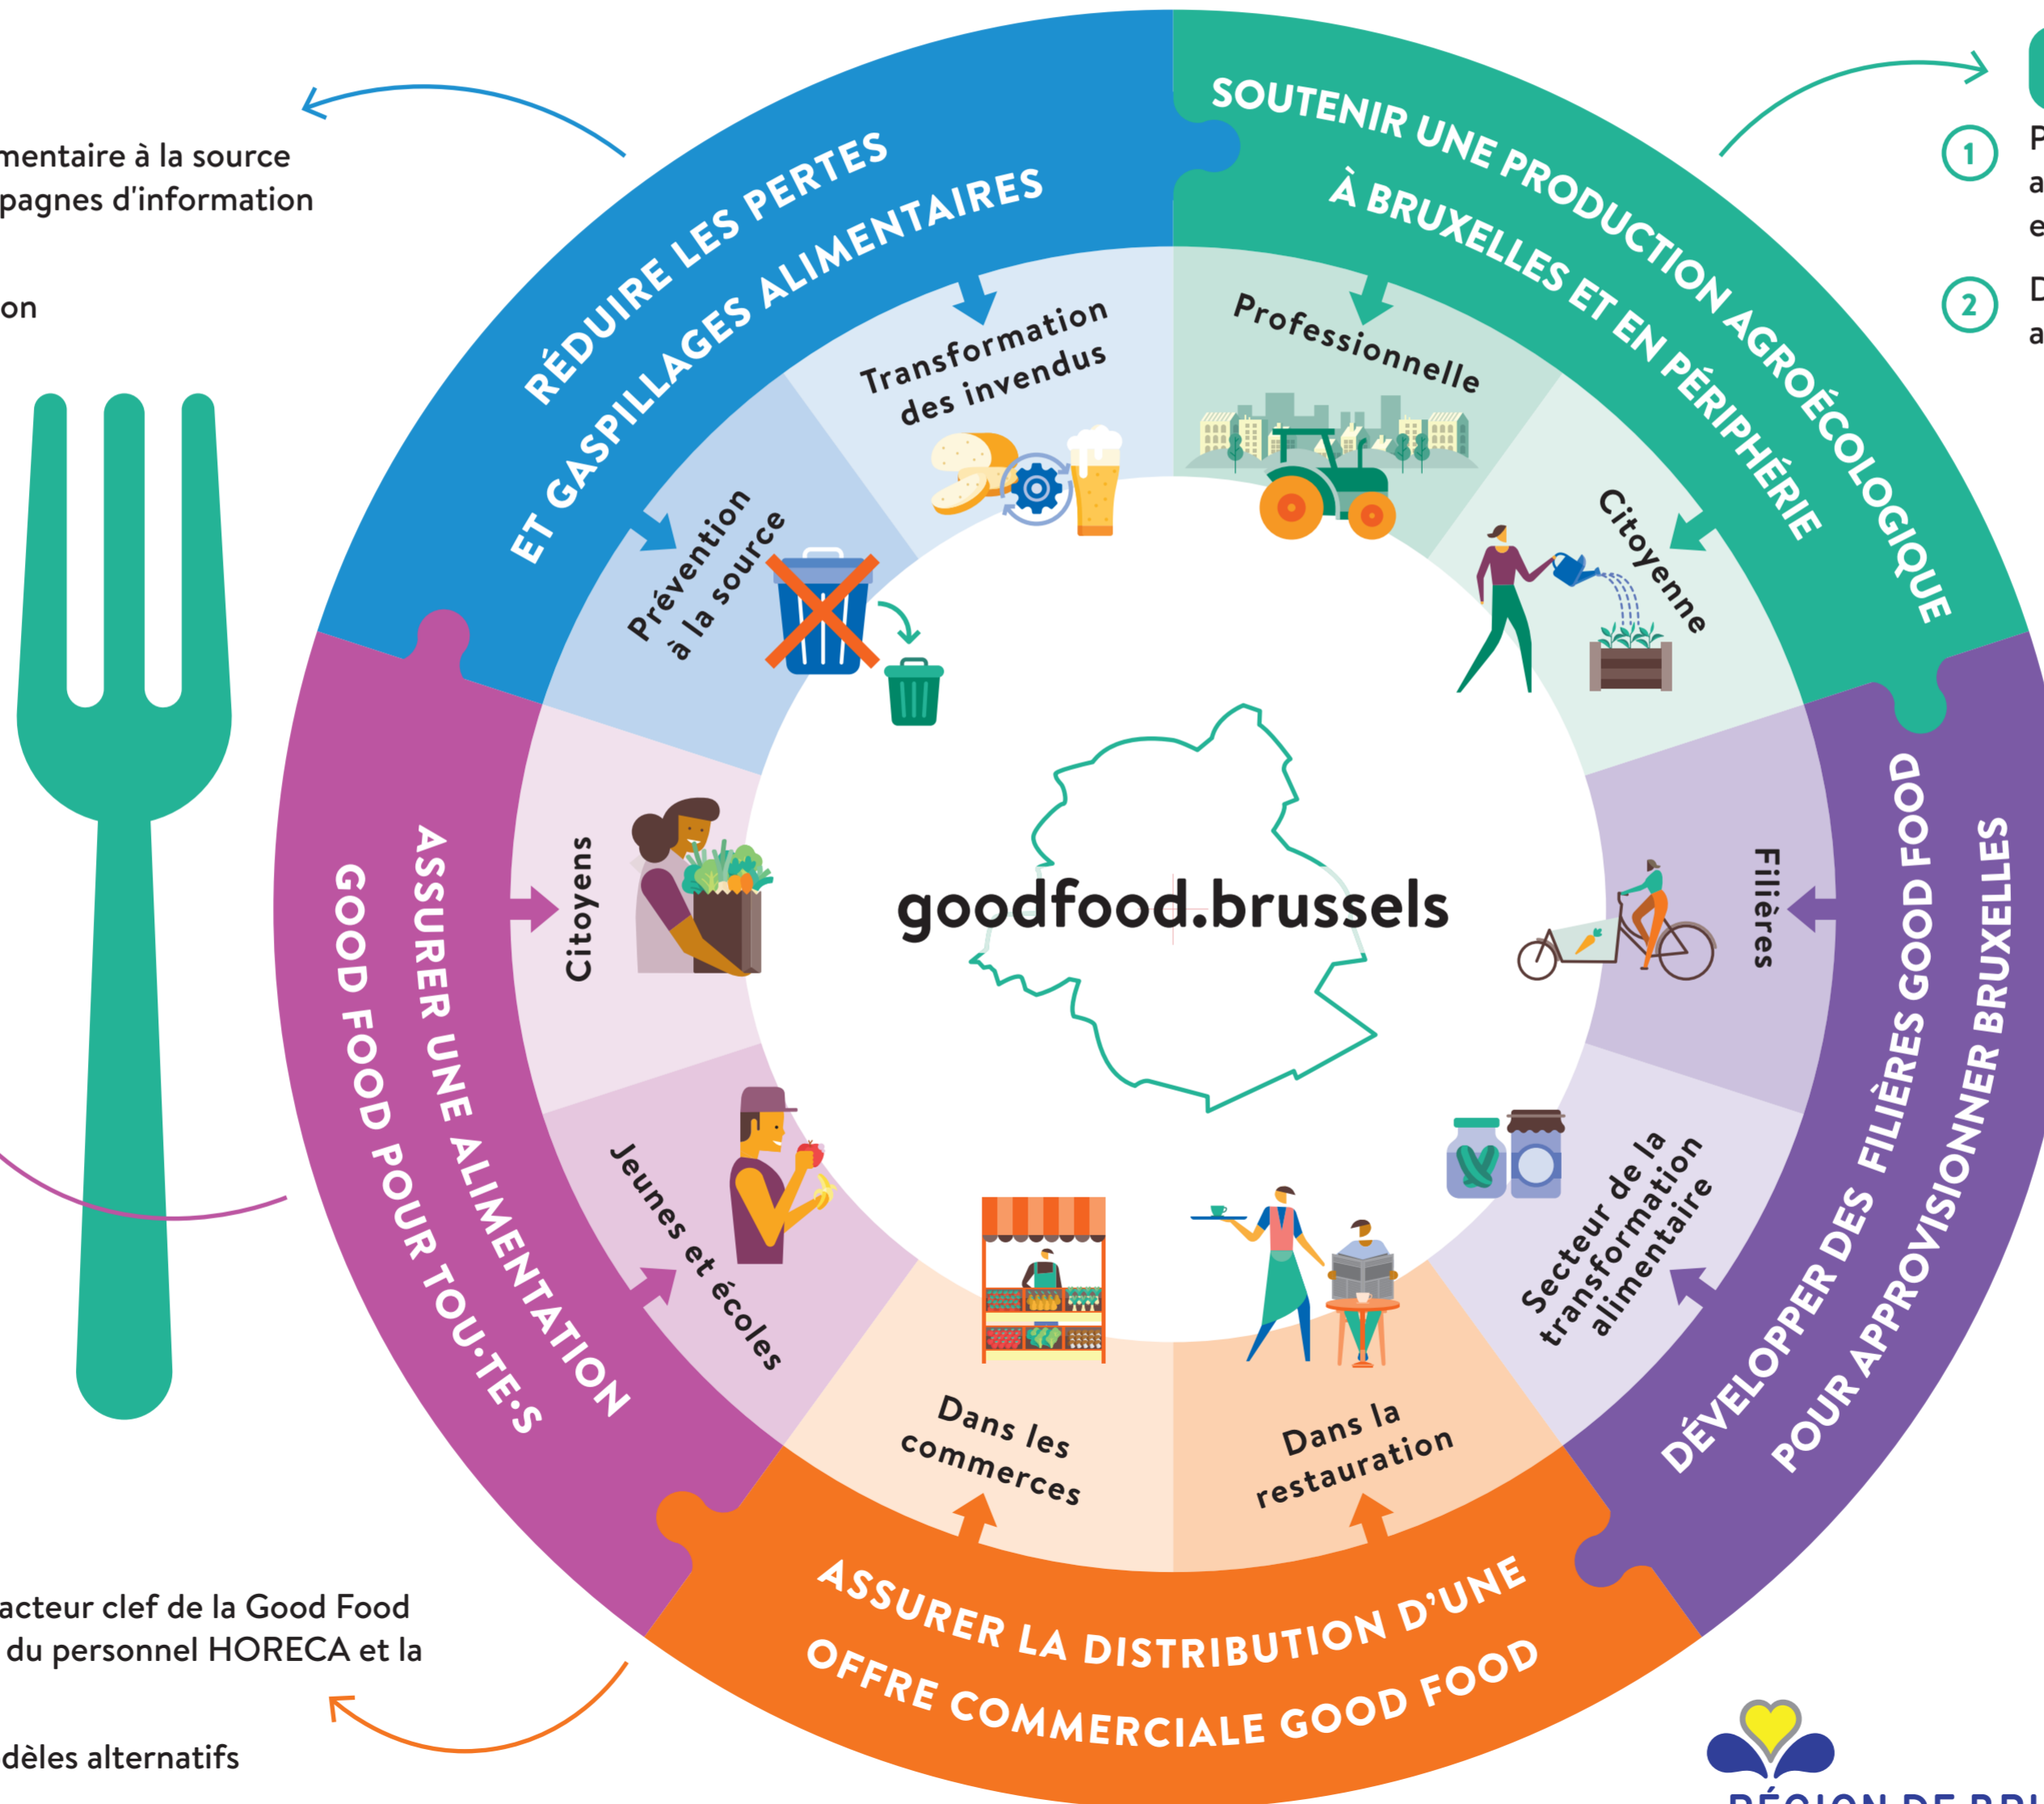 mentaire à la source
pagnes d'information
on
RÉDUIRE LES PERTES
ET GASPILLAGES ALIMENTAIRES
Transformation
des invendus
Prévention
à la source
SOUTENIR UNE PRODUCTION AGROÉCOLOGIQUE
À BRUXELLES ET EN PÉRIPHÉRIE
Professionnelle
Citoyenne
1
P
a
e
2
D
a
DÉVELOPPER DES FILIÈRES GOOD FOOD
POUR APPROVISIONNER BRUXELLES
Filières
Secteur de la
transformation
alimentaire
goodfood.brussels
ASSURER UNE ALIMENTATION
GOOD FOOD POUR TOU·TE·S
Citoyens
Jeunes et écoles
Dans les
commerces
Dans la
restauration
ASSURER LA DISTRIBUTION D'UNE
OFFRE COMMERCIALE GOOD FOOD
acteur clef de la Good Food
du personnel HORECA et la
dèles alternatifs
RÉGION DE BRU